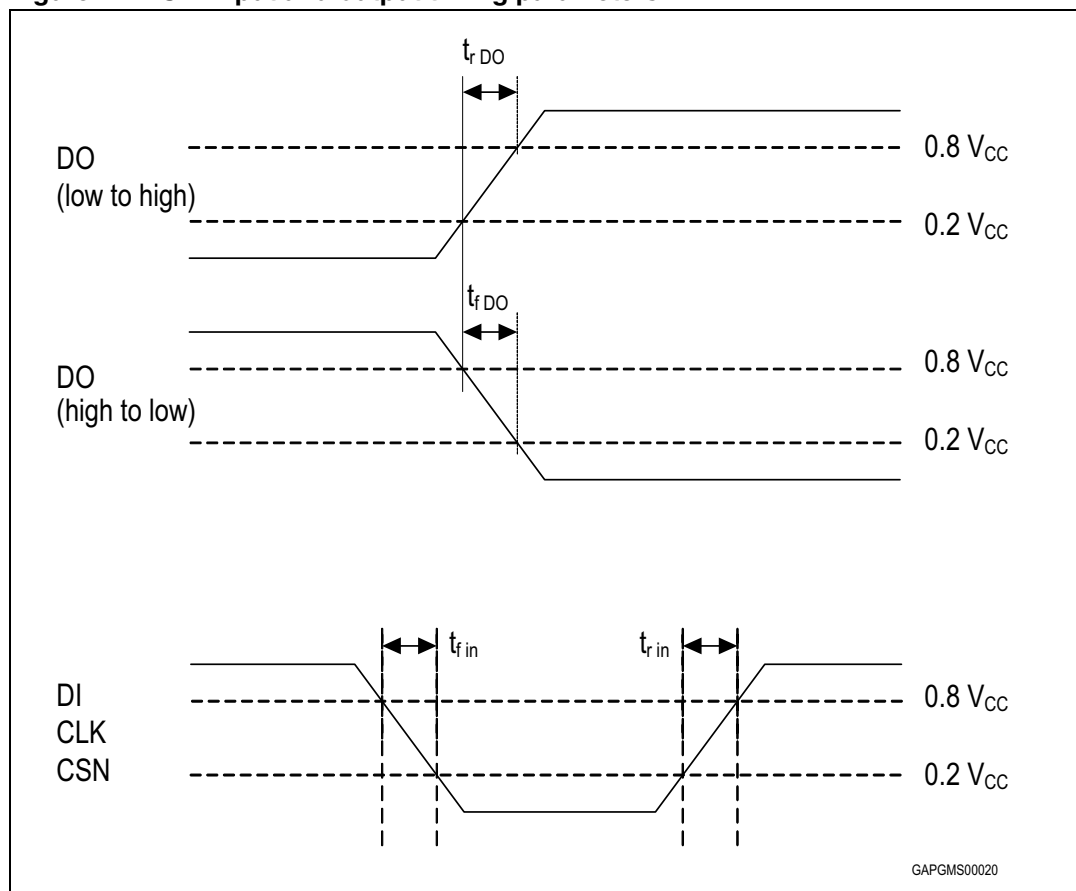 t_r DO
DO
(low to high)
0.8 V_CC
0.2 V_CC
t_f DO
DO
(high to low)
0.8 V_CC
0.2 V_CC
t_f in
t_r in
DI
CLK
CSN
0.8 V_CC
0.2 V_CC
GAPGMS00020